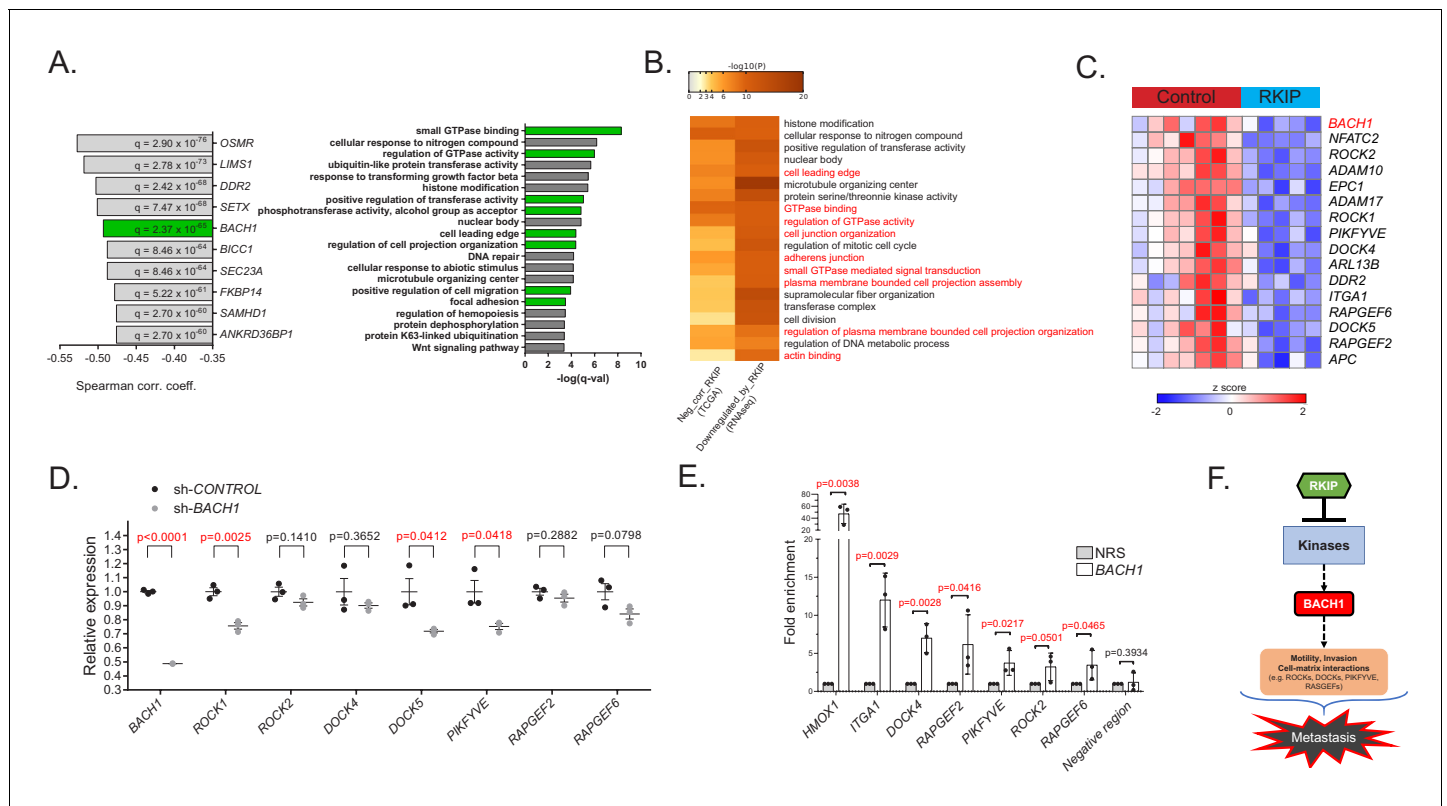 A.
q = 2.90 x 10-76 OSMR
q = 2.78 x 10-73 LIMS1
q = 2.42 x 10-68 DDR2
q = 7.47 x 10-68 SETX
q = 2.37 x 10-65 BACH1
q = 8.46 x 10-64 BICC1
q = 8.46 x 10-64 SEC23A
q = 5.22 x 10-61 FKBP14
q = 2.70 x 10-60 SAMHD1
q = 2.70 x 10-60 ANKRD36BP1
-0.55 -0.50 -0.45 -0.40 -0.35
Spearman corr. coeff.
small GTPase binding
cellular response to nitrogen compound
regulation of GTPase activity
ubiquitin-like protein transferase activity
response to transforming growth factor beta
histone modification
positive regulation of transferase activity
phosphotransferase activity, alcohol group as acceptor
nuclear body
cell leading edge
regulation of cell projection organization
DNA repair
cellular response to abiotic stimulus
microtubule organizing center
positive regulation of cell migration
focal adhesion
regulation of hemopoiesis
protein dephosphorylation
protein K63-linked ubiquitination
Wnt signaling pathway
0 2 4 6 8 10
-log(q-val)
B.
-log10(P)
0 2 3 4 6 10 20
histone modification
cellular response to nitrogen compound
positive regulation of transferase activity
nuclear body
cell leading edge
microtubule organizing center
protein serine/threonnie kinase activity
GTPase binding
regulation of GTPase activity
cell junction organization
regulation of mitotic cell cycle
adherens junction
small GTPase mediated signal transduction
plasma membrane bounded cell projection assembly
supramolecular fiber organization
transferase complex
cell division
regulation of plasma membrane bounded cell projection organization
regulation of DNA metabolic process
actin binding
Neg_corr_RKIP
(TCGA)
Downregulated_by_RKIP
(RNAseq)
C.
Control RKIP
BACH1
NFATC2
ROCK2
ADAM10
EPC1
ADAM17
ROCK1
PIKFYVE
DOCK4
ARL13B
DDR2
ITGA1
RAPGEF6
DOCK5
RAPGEF2
APC
z score
-2 0 2
D.
sh-CONTROL
sh-BACH1
Relative expression
1.4
1.3
1.2
1.1
1.0
0.9
0.8
0.7
0.6
0.5
0.4
0.3
p<0.0001 p=0.0025 p=0.1410 p=0.3652 p=0.0412 p=0.0418 p=0.2882 p=0.0798
BACH1 ROCK1 ROCK2 DOCK4 DOCK5 PIKFYVE RAPGEF2 RAPGEF6
E.
NRS
BACH1
Fold enrichment
80
60
40
20
20
15
10
5
0
p=0.0038
p=0.0029
p=0.0028
p=0.0416
p=0.0217
p=0.0501
p=0.0465
p=0.3934
HMOX1 ITGA1 DOCK4 RAPGEF2 PIKFYVE ROCK2 RAPGEF6 Negative region
F.
RKIP
Kinases
BACH1
Motility, Invasion
Cell-matrix interactions
(e.g. ROCKs, DOCKs, PIKFYVE,
RASGEFs)
Metastasis